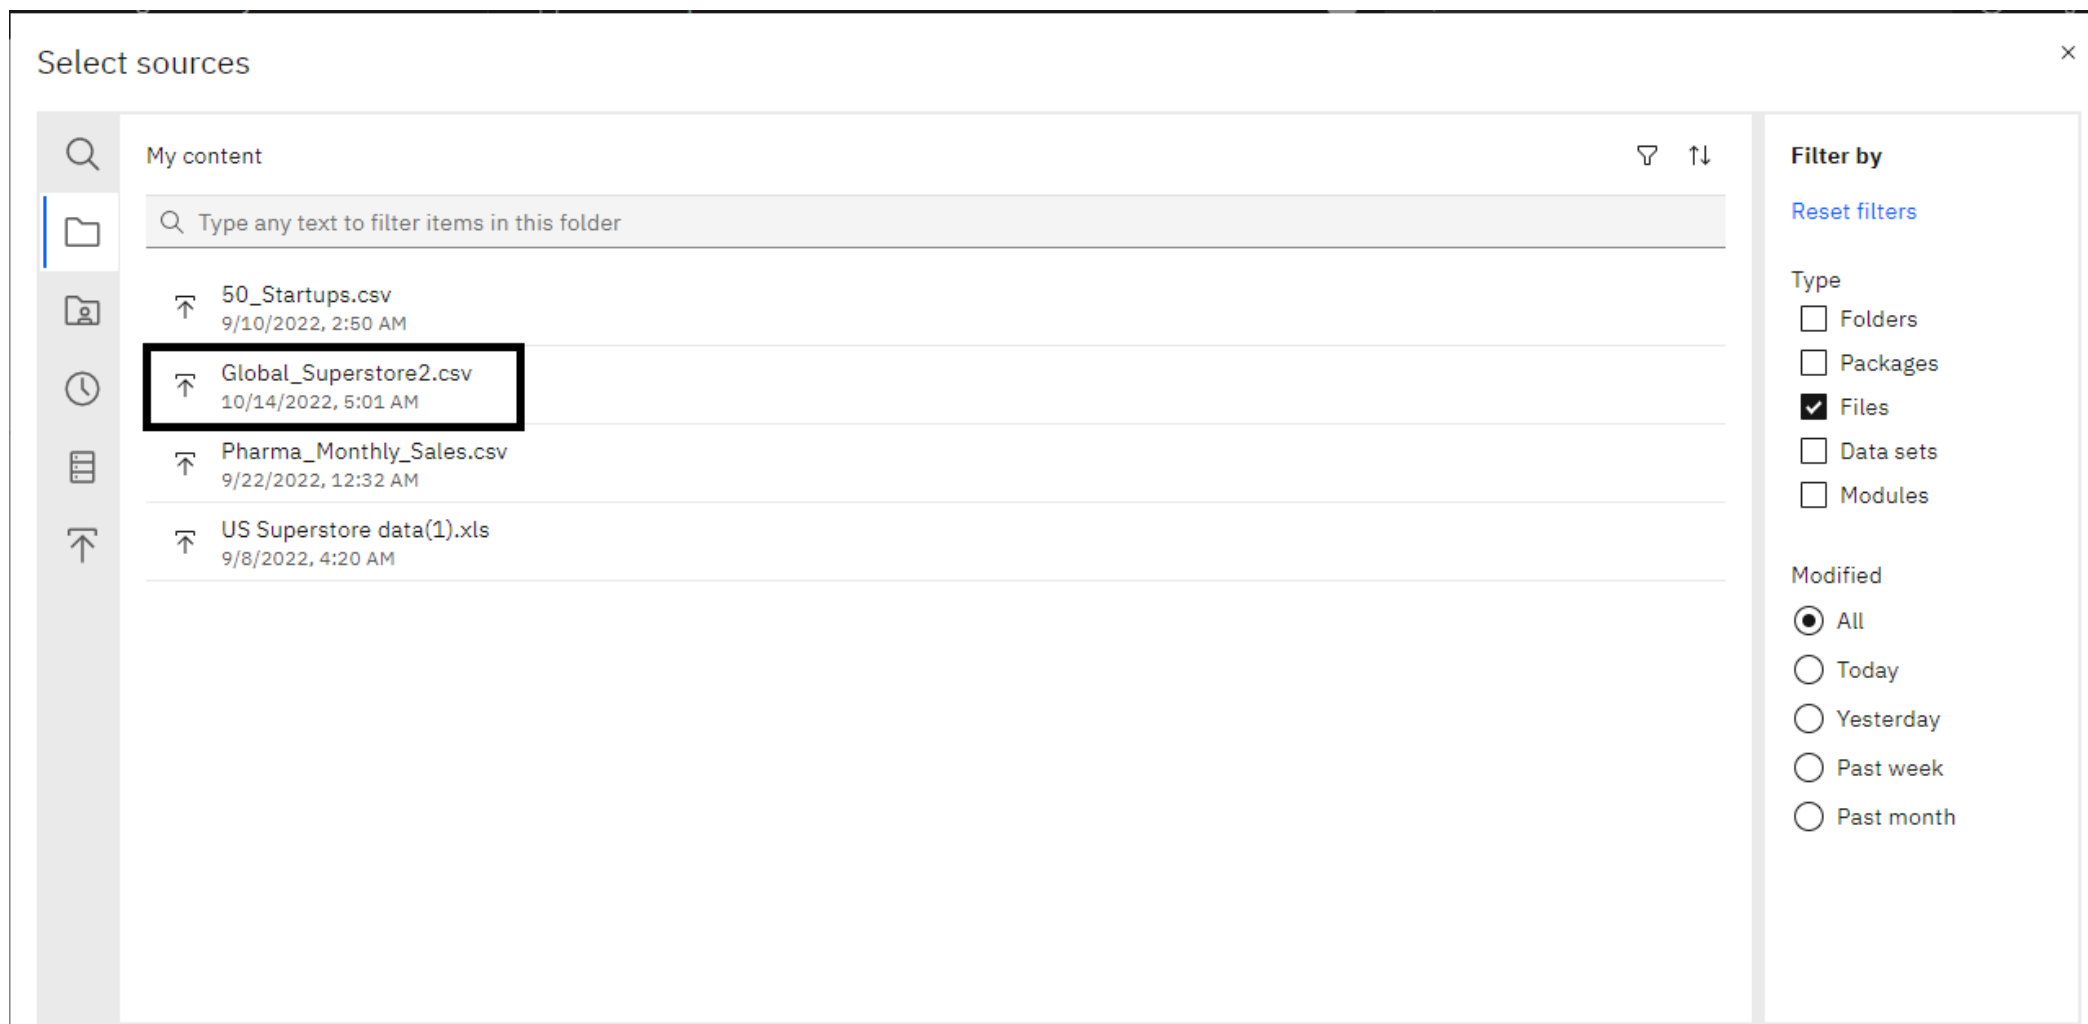 Select sources
My content
Type any text to filter items in this folder
50_Startups.csv
9/10/2022, 2:50 AM
Global_Superstore2.csv
10/14/2022, 5:01 AM
Pharma_Monthly_Sales.csv
9/22/2022, 12:32 AM
US Superstore data(1).xls
9/8/2022, 4:20 AM
Filter by
Reset filters
Type
Folders
Packages
Files
Data sets
Modules
Modified
All
Today
Yesterday
Past week
Past month